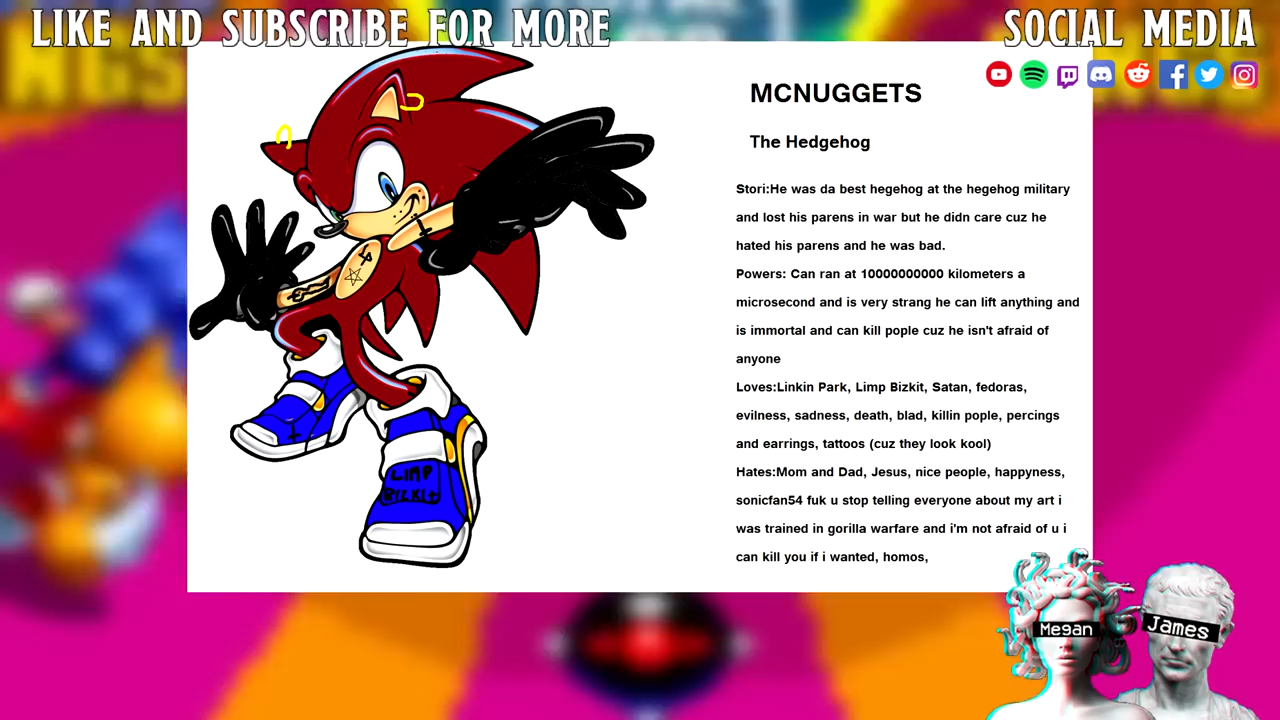 LIKE AND SUBSCRIBE FOR MORE
SOCIAL MEDIA
MCNUGGETS
The Hedgehog
Stori:He was da best hegehog at the hegehog military
and lost his parens in war but he didn care cuz he
hated his parens and he was bad.
Powers: Can ran at 10000000000 kilometers a
microsecond and is very strang he can lift anything and
is immortal and can kill pople cuz he isn't afraid of
anyone
Loves:Linkin Park, Limp Bizkit, Satan, fedoras,
evilness, sadness, death, blad, killin pople, percings
and earrings, tattoos (cuz they look kool)
Hates:Mom and Dad, Jesus, nice people, happyness,
sonicfan54 fuk u stop telling everyone about my art i
was trained in gorilla warfare and i'm not afraid of u i
can kill you if i wanted, homos,
LIMP
Megan
James